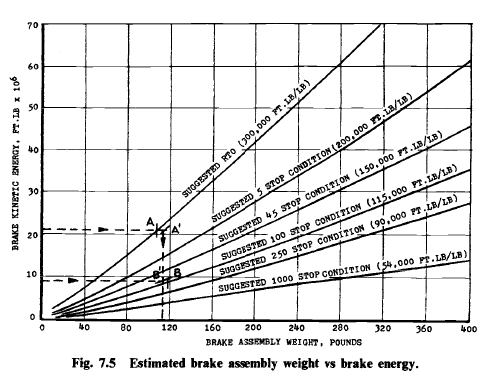 70
60
50
40
30
20
10
0
BRAKE KINETIC ENERGY, FT.LB x 10⁶
SUGGESTED RTO (300,000 FT.LB/LB)
SUGGESTED 5 STOP CONDITION (200,000 FT.LB/LB)
SUGGESTED 45 STOP CONDITION (150,000 FT.LB/LB)
SUGGESTED 100 STOP CONDITION (115,000 FT.LB/LB)
SUGGESTED 250 STOP CONDITION (90,000 FT.LB/LB)
SUGGESTED 1000 STOP CONDITION (54,000 FT.LB/LB)
A A'
B' B
0 40 80 120 160 200 240 280 320 360 400
BRAKE ASSEMBLY WEIGHT, POUNDS
Fig. 7.5 Estimated brake assembly weight vs brake energy.